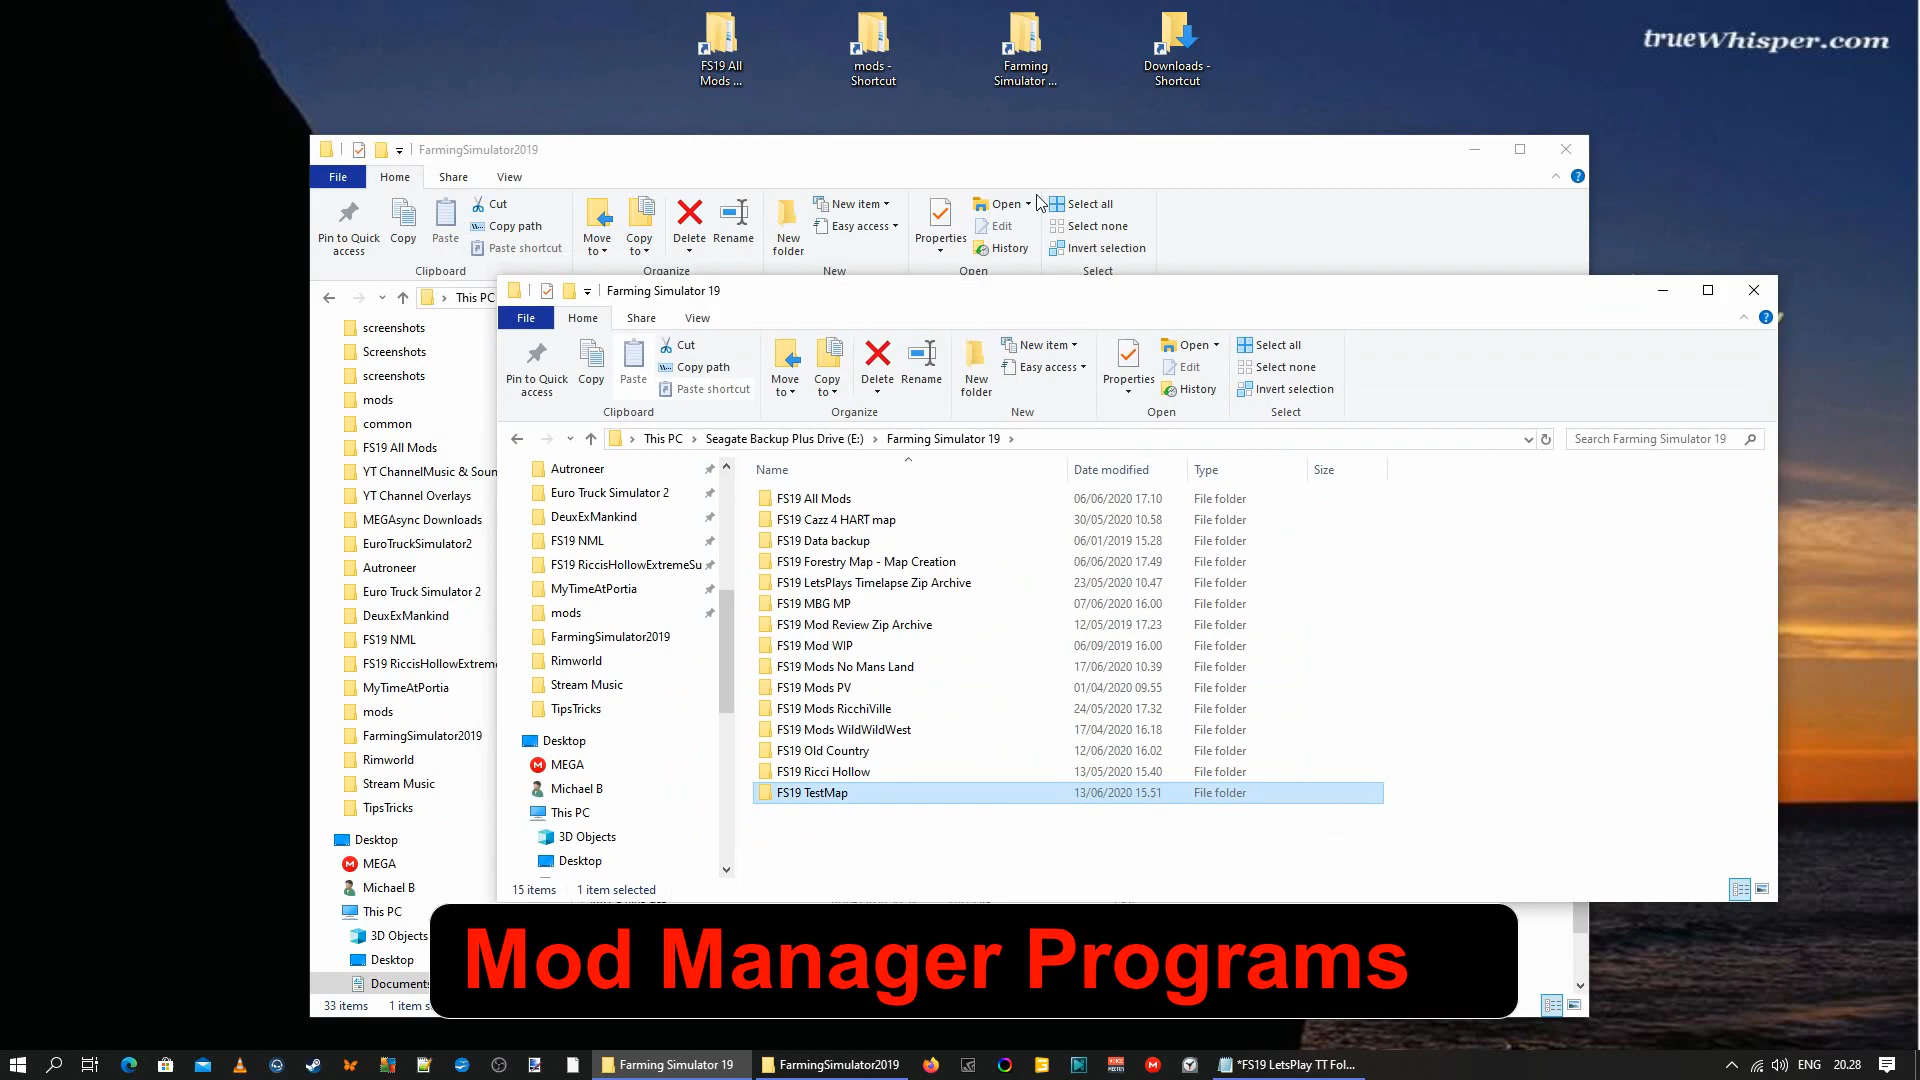 trueWhisper.com
FS19 All
Mods ...
mods -
Shortcut
Farming
Simulator ...
Downloads -
Shortcut
FarmingSimulator2019
File
Home
Share
View
Pin to Quick
access
Copy
Paste
Cut
Copy path
Paste shortcut
Clipboard
Move
to
Copy
to
Delete
Rename
Organize
New
folder
New item
Easy access
New
Properties
Open
Edit
History
Open
Select all
Select none
Invert selection
Select
This PC
screenshots
Screenshots
screenshots
mods
common
FS19 All Mods
YT ChannelMusic & Soun
YT Channel Overlays
MEGAsync Downloads
EuroTruckSimulator2
Autroneer
Euro Truck Simulator 2
DeuxExMankind
FS19 NML
FS19 RiccisHollowExtreme
MyTimeAtPortia
mods
FarmingSimulator2019
Rimworld
Stream Music
TipsTricks
Desktop
MEGA
Michael B
This PC
3D Objects
Desktop
Documents
33 items
1 item s
Farming Simulator 19
File
Home
Share
View
Pin to Quick
access
Copy
Paste
Cut
Copy path
Paste shortcut
Clipboard
Move
to
Copy
to
Delete
Rename
Organize
New
folder
New item
Easy access
New
Properties
Open
Edit
History
Open
Select all
Select none
Invert selection
Select
This PC
Seagate Backup Plus Drive (E:)
Farming Simulator 19
Search Farming Simulator 19
Autroneer
Euro Truck Simulator 2
DeuxExMankind
FS19 NML
FS19 RiccisHollowExtremeSu
MyTimeAtPortia
mods
FarmingSimulator2019
Rimworld
Stream Music
TipsTricks
Desktop
MEGA
Michael B
This PC
3D Objects
Desktop
Name Date modified Type Size
FS19 All Mods 06/06/2020 17.10 File folder
FS19 Cazz 4 HART map 30/05/2020 10.58 File folder
FS19 Data backup 06/01/2019 15.28 File folder
FS19 Forestry Map - Map Creation 06/06/2020 17.49 File folder
FS19 LetsPlays Timelapse Zip Archive 23/05/2020 10.47 File folder
FS19 MBG MP 07/06/2020 16.00 File folder
FS19 Mod Review Zip Archive 12/05/2019 17.23 File folder
FS19 Mod WIP 06/09/2019 16.00 File folder
FS19 Mods No Mans Land 17/06/2020 10.39 File folder
FS19 Mods PV 01/04/2020 09.55 File folder
FS19 Mods RicchiVille 24/05/2020 17.32 File folder
FS19 Mods WildWildWest 17/04/2020 16.18 File folder
FS19 Old Country 12/06/2020 16.02 File folder
FS19 Ricci Hollow 13/05/2020 15.40 File folder
FS19 TestMap 13/06/2020 15.51 File folder
15 items 1 item selected
Mod Manager Programs
Farming Simulator 19
FarmingSimulator2019
*FS19 LetsPlay TT Fol...
ENG
20.28